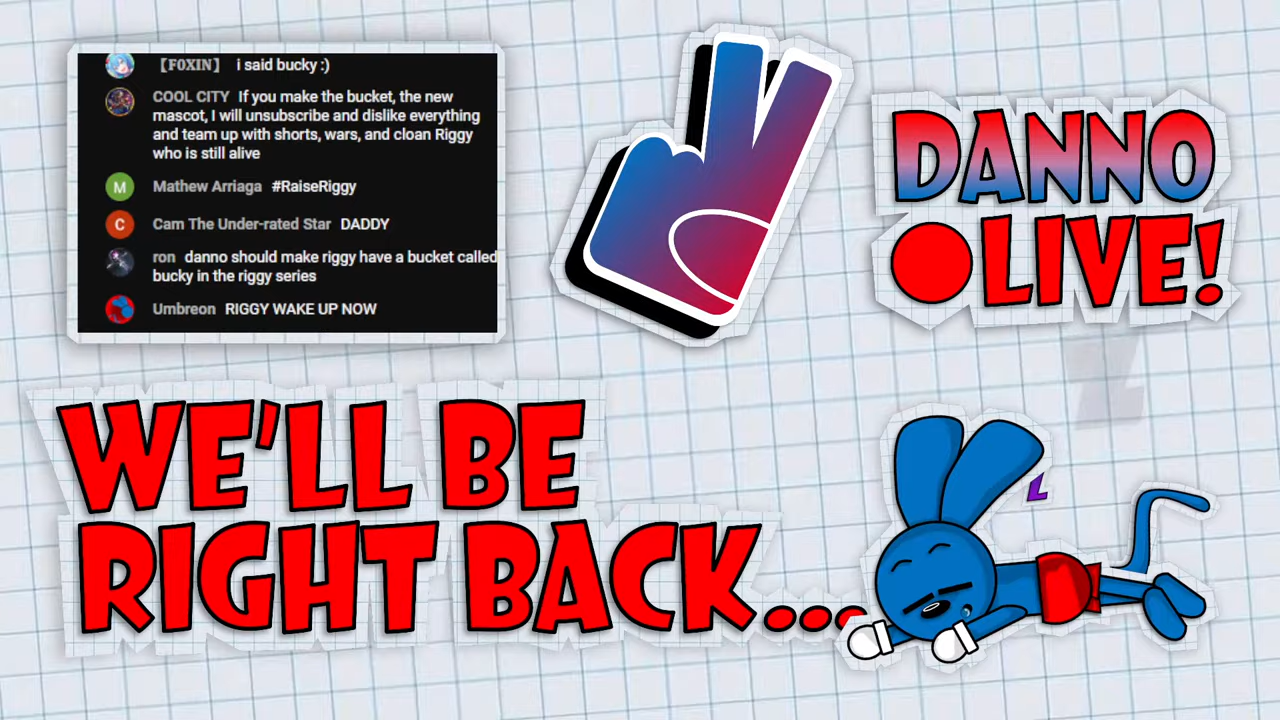 【FOXIN】 i said bucky :)
COOL CITY If you make the bucket, the new
mascot, I will unsubscribe and dislike everything
and team up with shorts, wars, and cloan Riggy
who is still alive
M Mathew Arriaga #RaiseRiggy
C Cam The Under-rated Star DADDY
ron danno should make riggy have a bucket called
bucky in the riggy series
Umbreon RIGGY WAKE UP NOW
DANNO
LIVE!
WE'LL BE
RIGHT BACK...
Z